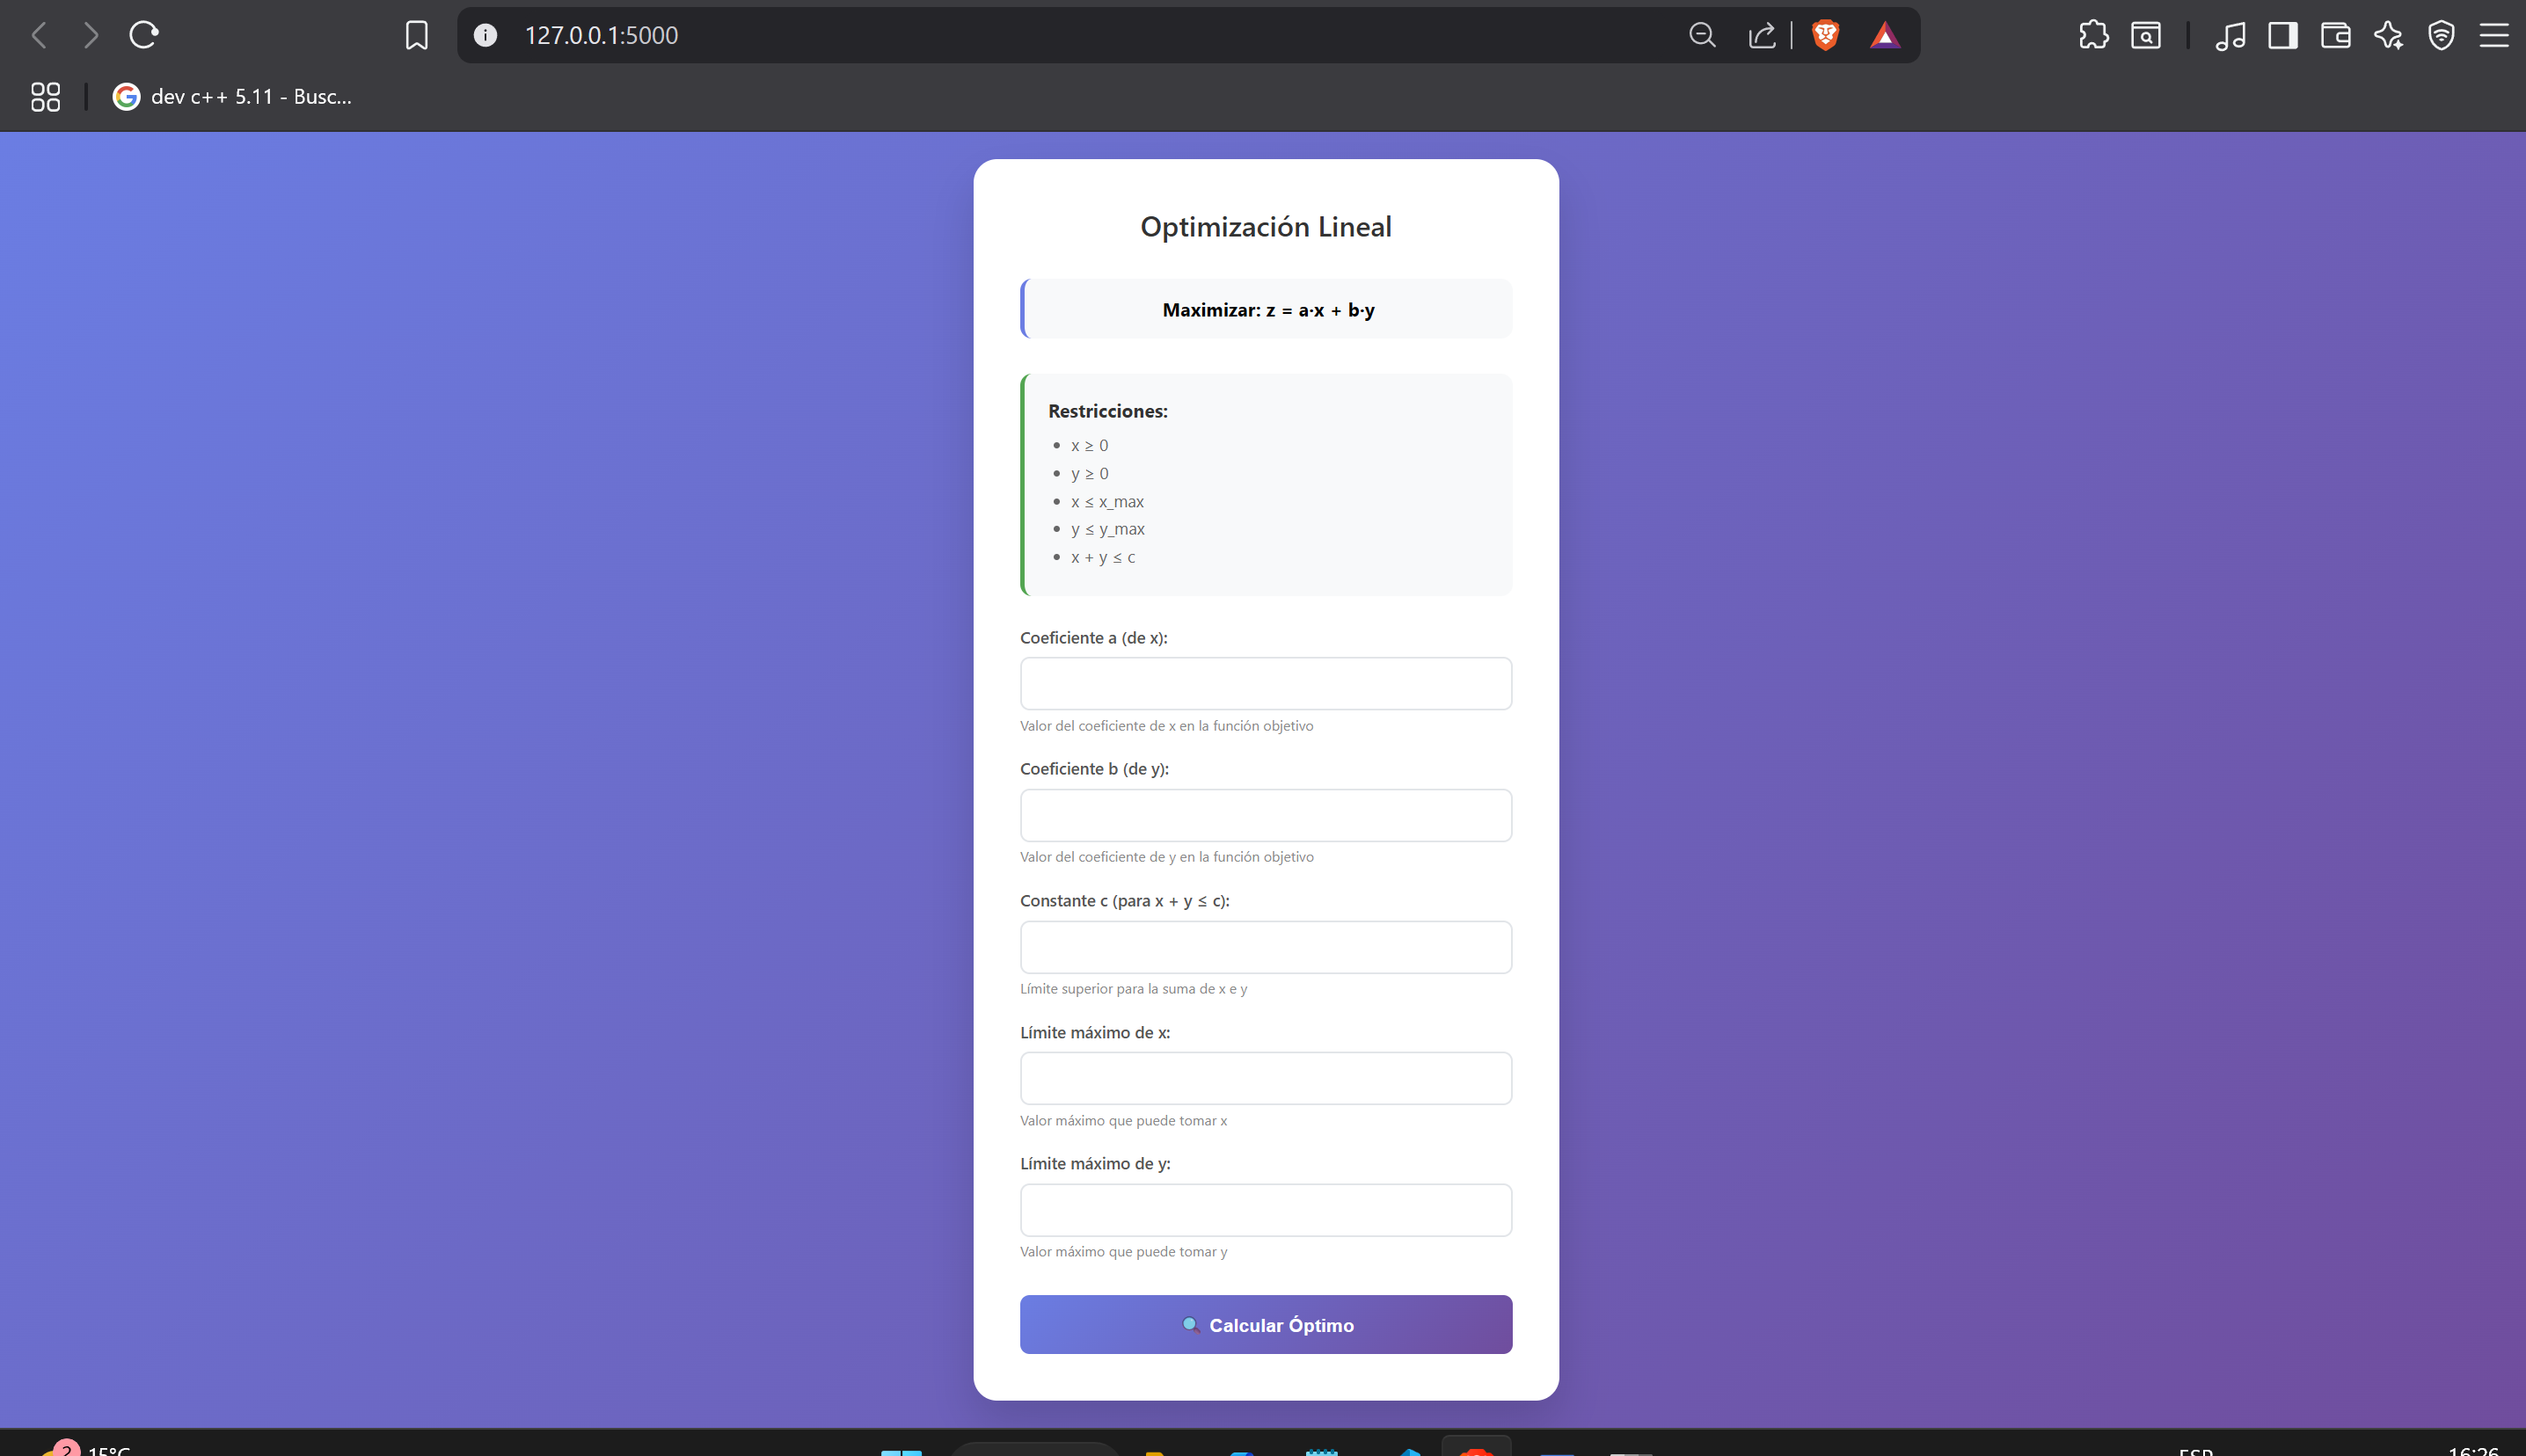 127.0.0.1:5000
dev c++ 5.11 - Busc...
Optimización Lineal
Maximizar: z = a·x + b·y
Restricciones:
• x ≥ 0
• y ≥ 0
• x ≤ x_max
• y ≤ y_max
• x + y ≤ c
Coeficiente a (de x):
Valor del coeficiente de x en la función objetivo
Coeficiente b (de y):
Valor del coeficiente de y en la función objetivo
Constante c (para x + y ≤ c):
Límite superior para la suma de x e y
Límite máximo de x:
Valor máximo que puede tomar x
Límite máximo de y:
Valor máximo que puede tomar y
Calcular Óptimo
2 15°C ESP 16:26